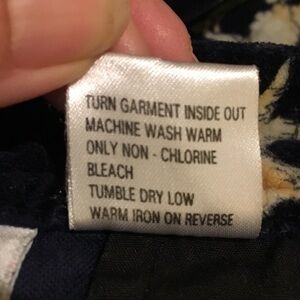 TURN GARMENT INSIDE OUT
MACHINE WASH WARM
ONLY NON - CHLORINE
BLEACH
TUMBLE DRY LOW
WARM IRON ON REVERSE